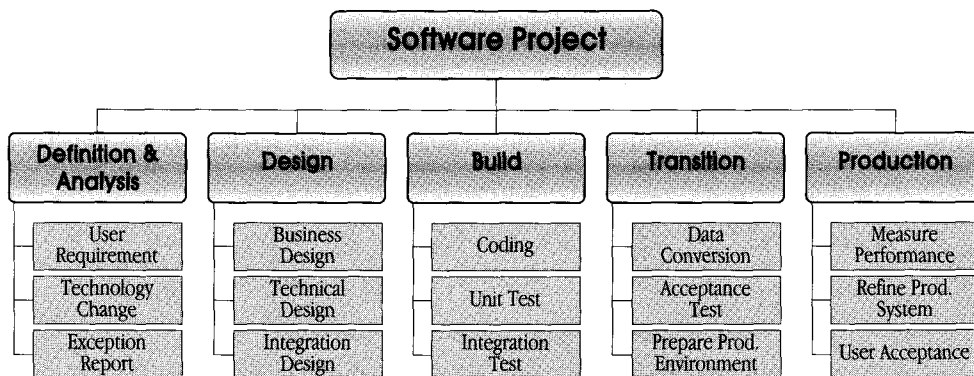 Software Project
Definition &
Analysis
User
Requirement
Technology
Change
Exception
Report
Design
Business
Design
Technical
Design
Integration
Design
Build
Coding
Unit Test
Integration
Test
Transition
Data
Conversion
Acceptance
Test
Prepare Prod.
Environment
Production
Measure
Performance
Refine Prod.
System
User Acceptance